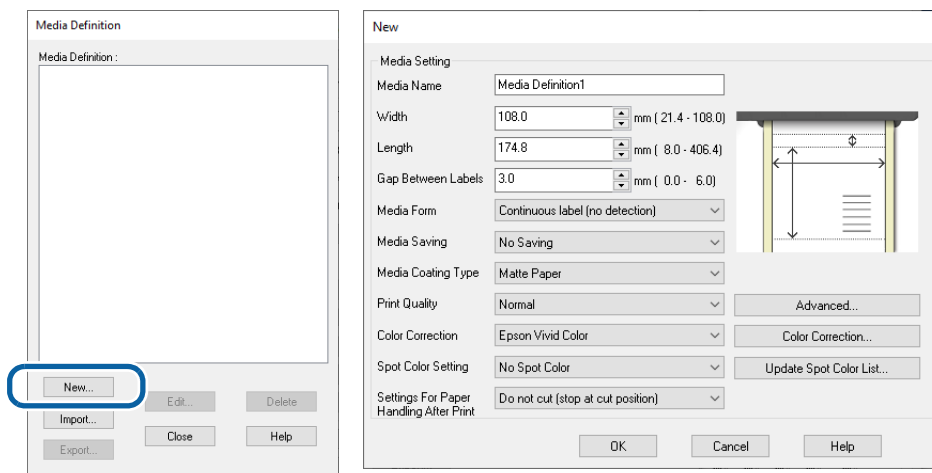 Media Definition
Media Definition :
New...
Edit...
Delete
Import...
Close
Help
Export...
New
Media Setting
Media Name Media Definition1
Width 108.0 mm ( 21.4 - 108.0)
Length 174.8 mm ( 8.0 - 406.4)
Gap Between Labels 3.0 mm ( 0.0 - 6.0)
Media Form Continuous label (no detection)
Media Saving No Saving
Media Coating Type Matte Paper
Print Quality Normal Advanced...
Color Correction Epson Vivid Color Color Correction...
Spot Color Setting No Spot Color Update Spot Color List...
Settings For Paper
Handling After Print Do not cut (stop at cut position)
OK Cancel Help